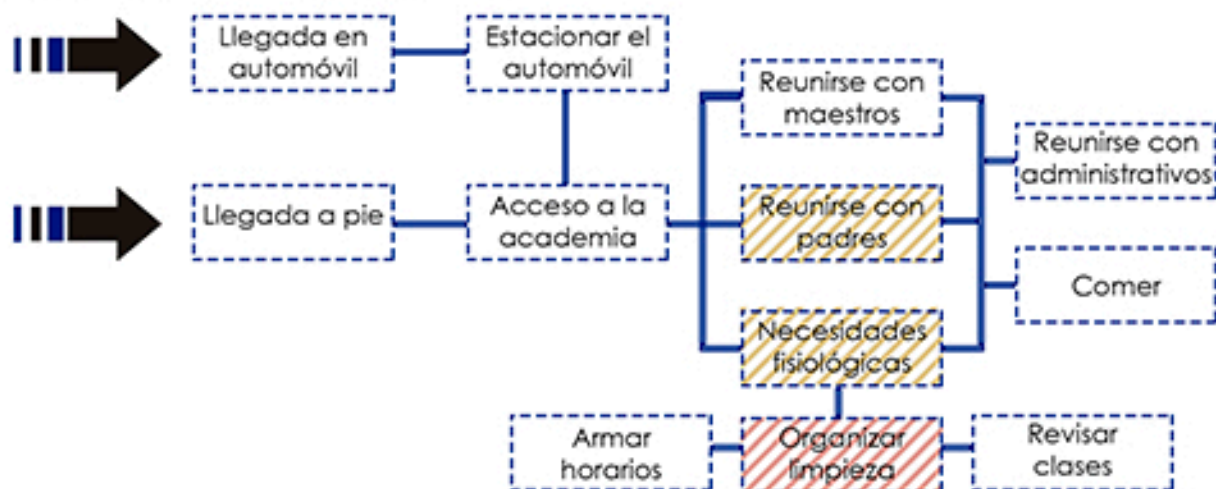 Llegada en
automóvil
Estacionar el
automóvil
Reunirse con
maestros
Reunirse con
administrativos
Llegada a pie
Acceso a la
academia
Reunirse con
padres
Comer
Necesidades
fisiológicas
Armar
horarios
Organizar
limpieza
Revisar
clases